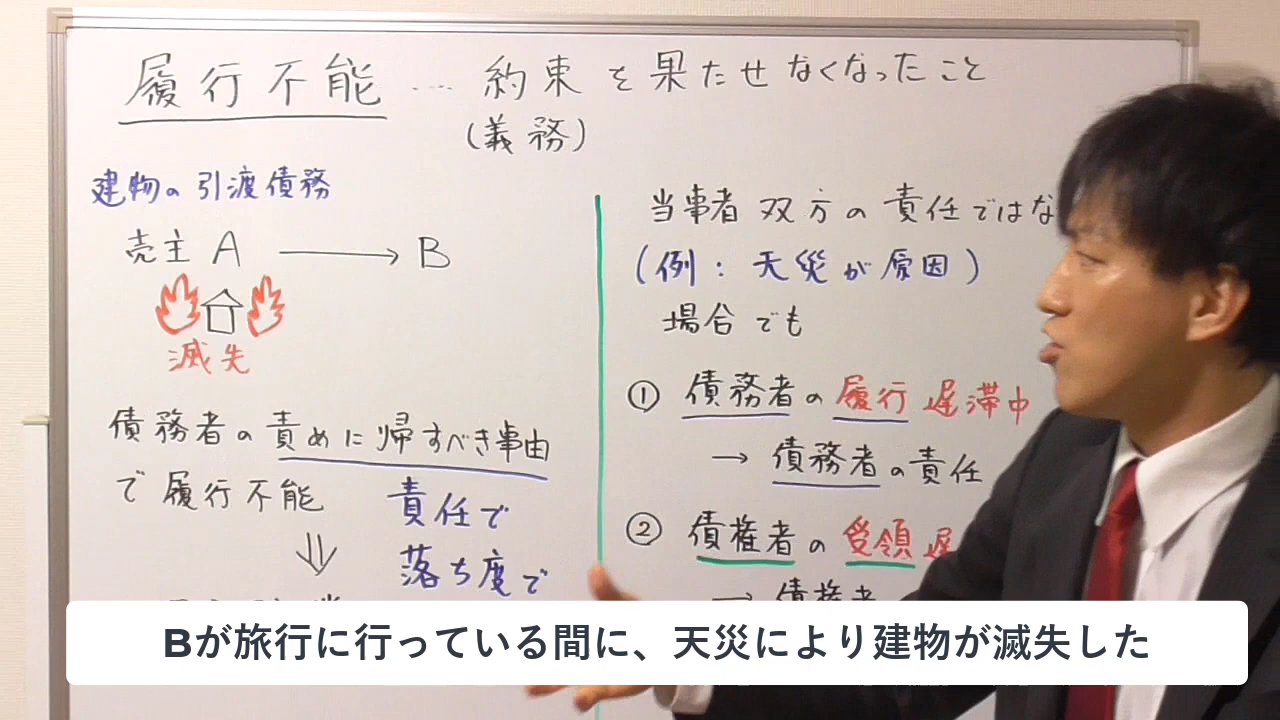 履行不能 …… 約束を果たせなくなったこと
(義務)
建物の引渡債務
売主 A → B
滅失
債務者の責めに帰すべき事由
で履行不能
責任で
落ち度で
当事者双方の責任ではな
(例:天災が原因)
場合でも
① 債務者の履行遅滞中
→ 債務者の責任
② 債権者の受領遅
→ 債権者
Bが旅行に行っている間に、天災により建物が滅失した